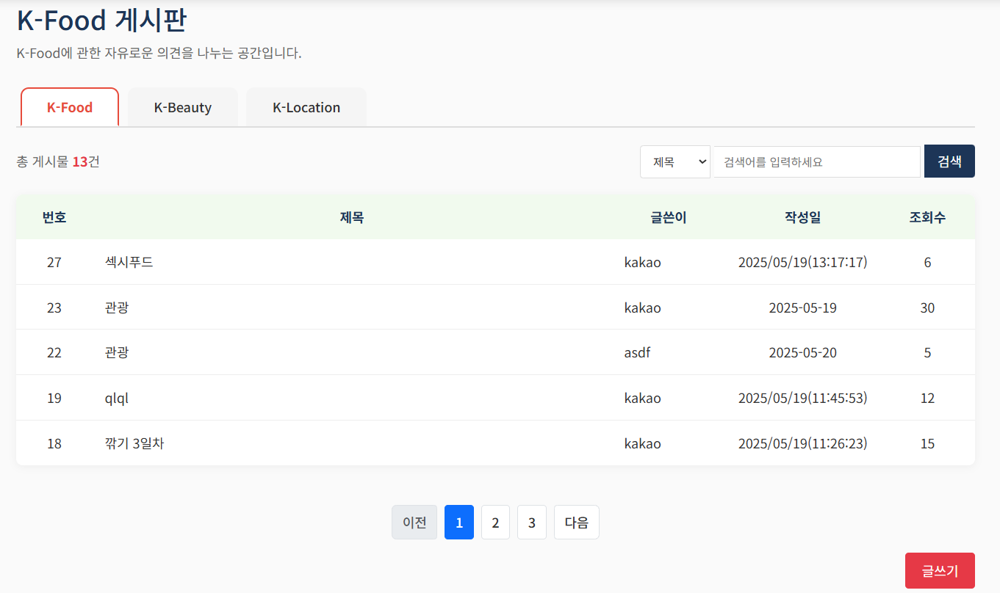 K-Food 게시판
K-Food에 관한 자유로운 의견을 나누는 공간입니다.
K-Food K-Beauty K-Location
총 게시물 13건 제목 검색어를 입력하세요 검색
번호 제목 글쓴이 작성일 조회수
27 섹시푸드 kakao 2025/05/19(13:17:17) 6
23 관광 kakao 2025-05-19 30
22 관광 asdf 2025-05-20 5
19 qlql kakao 2025/05/19(11:45:53) 12
18 깎기 3일차 kakao 2025/05/19(11:26:23) 15
이전 1 2 3 다음
글쓰기